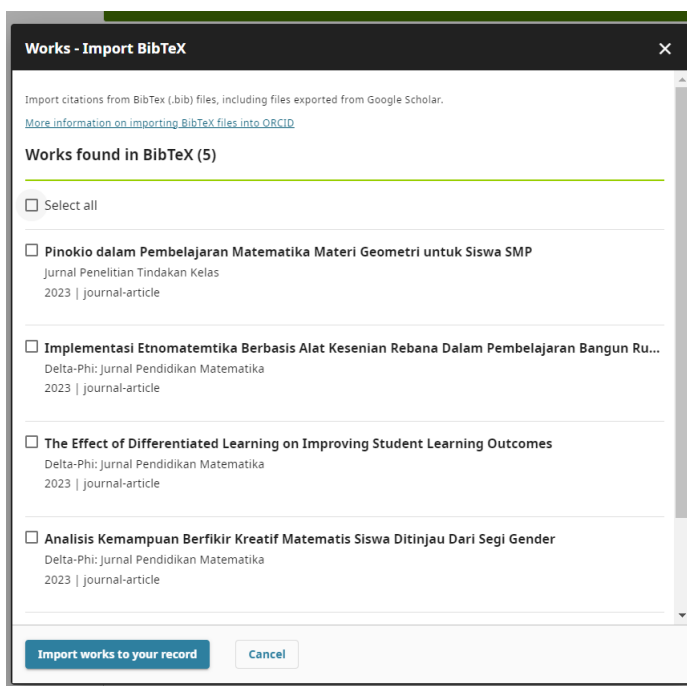 Works - Import BibTeX
Import citations from BibTex (.bib) files, including files exported from Google Scholar.
More information on importing BibTeX files into ORCID
Works found in BibTeX (5)
Select all
Pinokio dalam Pembelajaran Matematika Materi Geometri untuk Siswa SMP
Jurnal Penelitian Tindakan Kelas
2023 | journal-article
Implementasi Etnomatemtika Berbasis Alat Kesenian Rebana Dalam Pembelajaran Bangun Ru...
Delta-Phi: Jurnal Pendidikan Matematika
2023 | journal-article
The Effect of Differentiated Learning on Improving Student Learning Outcomes
Delta-Phi: Jurnal Pendidikan Matematika
2023 | journal-article
Analisis Kemampuan Berfikir Kreatif Matematis Siswa Ditinjau Dari Segi Gender
Delta-Phi: Jurnal Pendidikan Matematika
2023 | journal-article
Import works to your record
Cancel